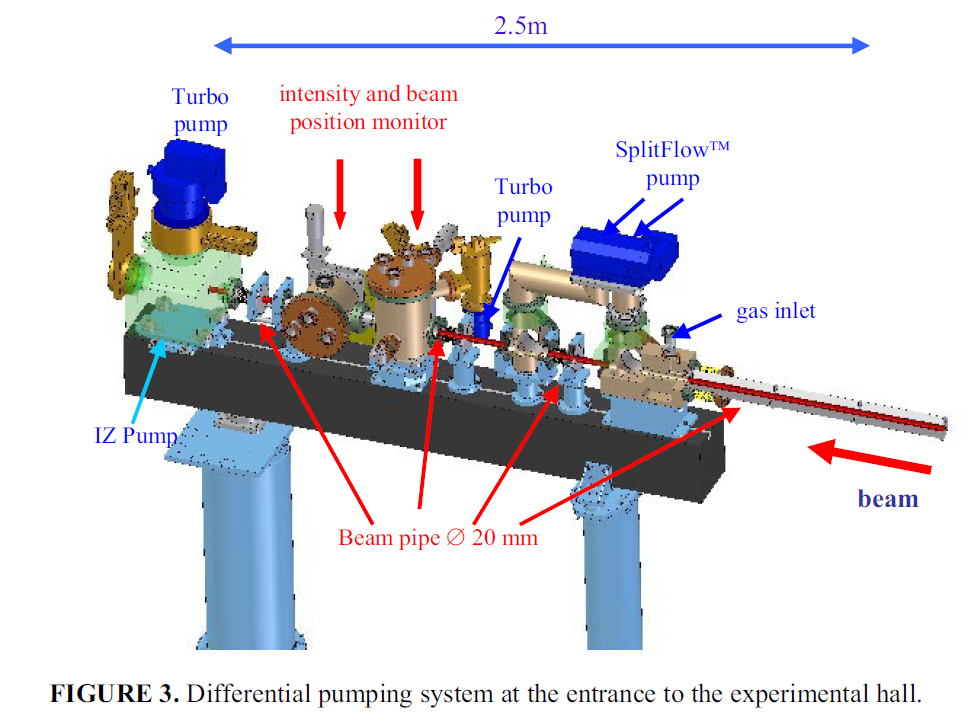 2.5m
Turbo
pump
intensity and beam
position monitor
SplitFlow™
pump
Turbo
pump
gas inlet
IZ Pump
beam
Beam pipe ∅ 20 mm
FIGURE 3. Differential pumping system at the entrance to the experimental hall.